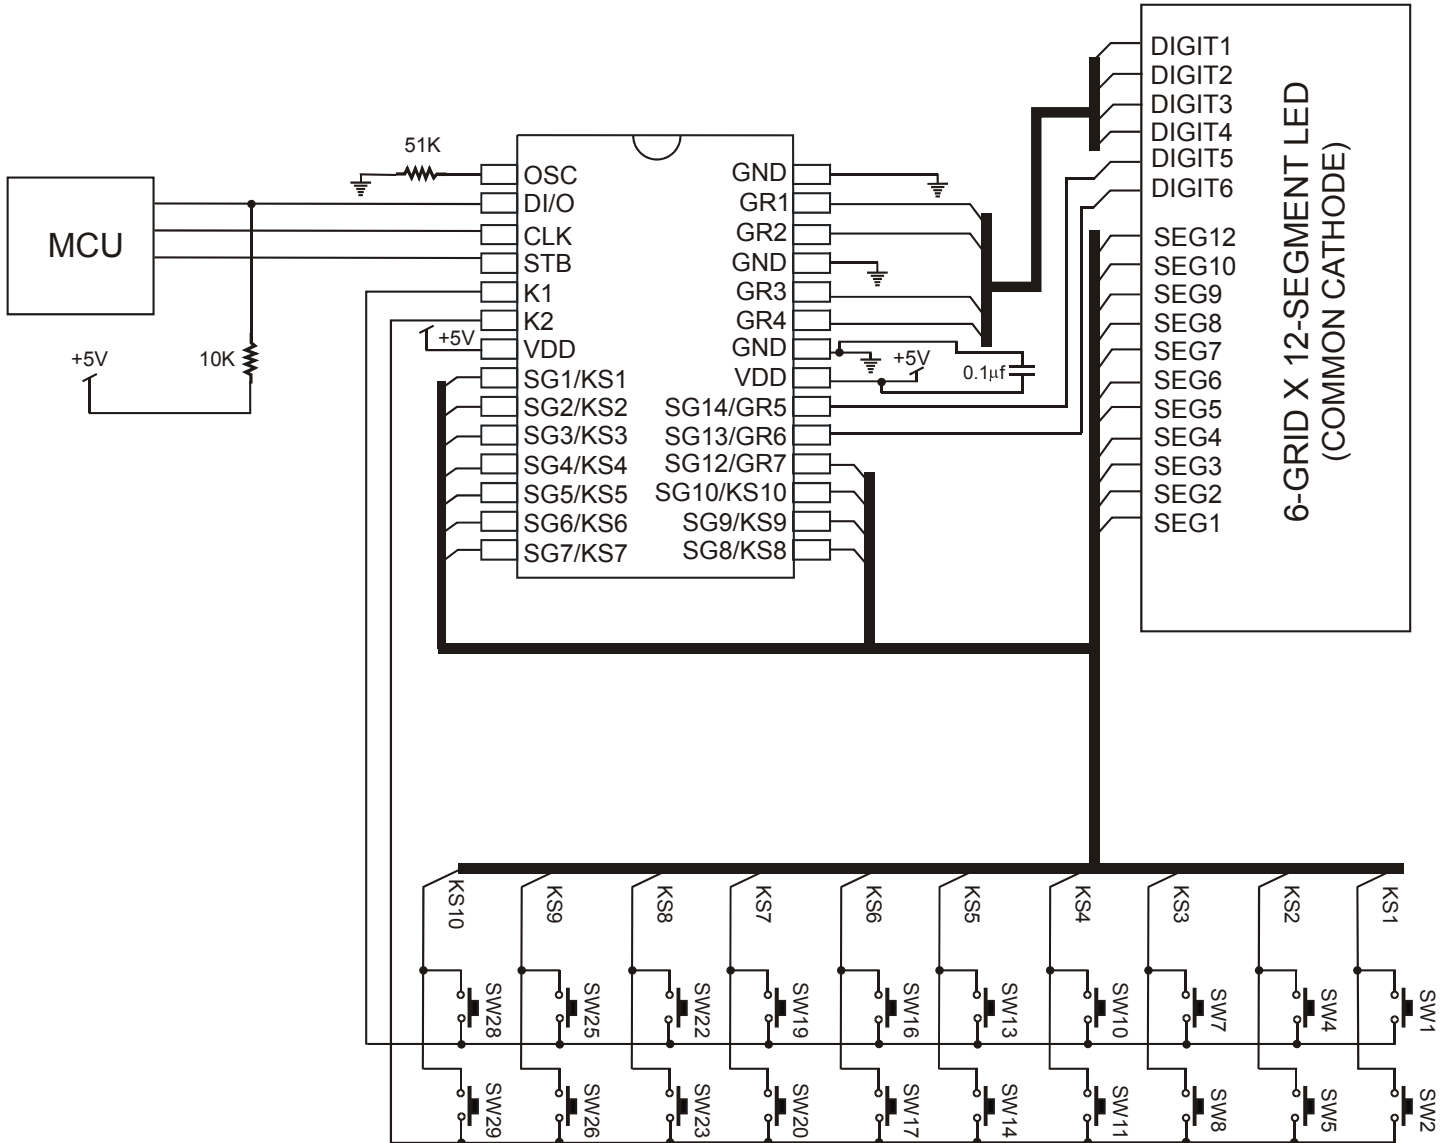 MCU
+5V
10K
51K
OSC
DI/O
CLK
STB
K1
K2
+5V
VDD
SG1/KS1
SG2/KS2
SG3/KS3
SG4/KS4
SG5/KS5
SG6/KS6
SG7/KS7
GND
GR1
GR2
GND
GR3
GR4
GND
VDD
SG14/GR5
SG13/GR6
SG12/GR7
SG10/KS10
SG9/KS9
SG8/KS8
+5V
0.1µf
DIGIT1
DIGIT2
DIGIT3
DIGIT4
DIGIT5
DIGIT6
SEG12
SEG10
SEG9
SEG8
SEG7
SEG6
SEG5
SEG4
SEG3
SEG2
SEG1
6-GRID X 12-SEGMENT LED
(COMMON CATHODE)
KS10
KS9
KS8
KS7
KS6
KS5
KS4
KS3
KS2
KS1
SW28
SW25
SW22
SW19
SW16
SW13
SW10
SW7
SW4
SW1
SW29
SW26
SW23
SW20
SW17
SW14
SW11
SW8
SW5
SW2